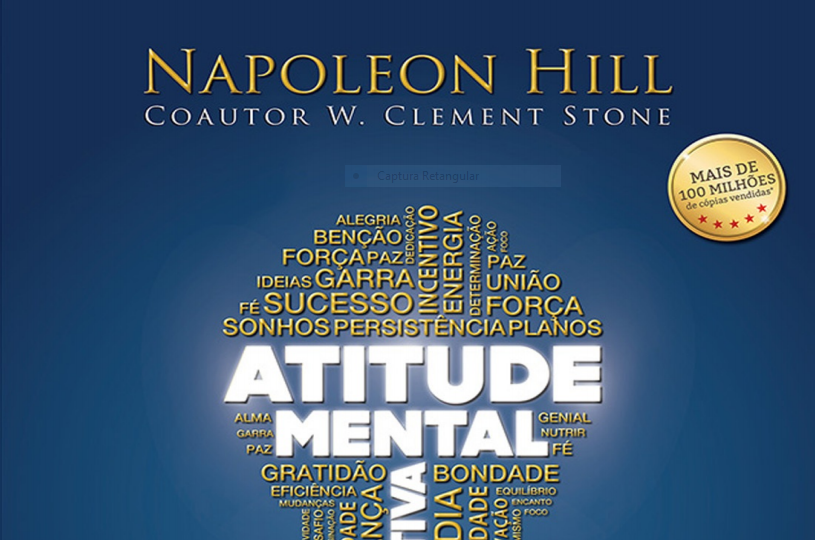 NAPOLEON HILL
COAUTOR W. CLEMENT STONE
Captura Retangular
MAIS DE
100 MILHÕES
de cópias vendidas*
ALEGRIA
BENÇÃO
DEDICAÇÃO
INCENTIVO
ENERGIA
DETERMINAÇÃO
AÇÃO
FOCO
FORÇA PAZ
PAZ
IDEIAS GARRA
UNIÃO
FÉ SUCESSO
FORÇA
SONHOS PERSISTÊNCIA PLANOS
ATITUDE
ALMA
GARRA
PAZ
MENTAL
GENIAL
NUTRIR
FÉ
GRATIDÃO
BONDADE
EFICIÊNCIA
EQUILÍBRIO
MUDANÇAS
ENCANTO
FOCO
TIVA